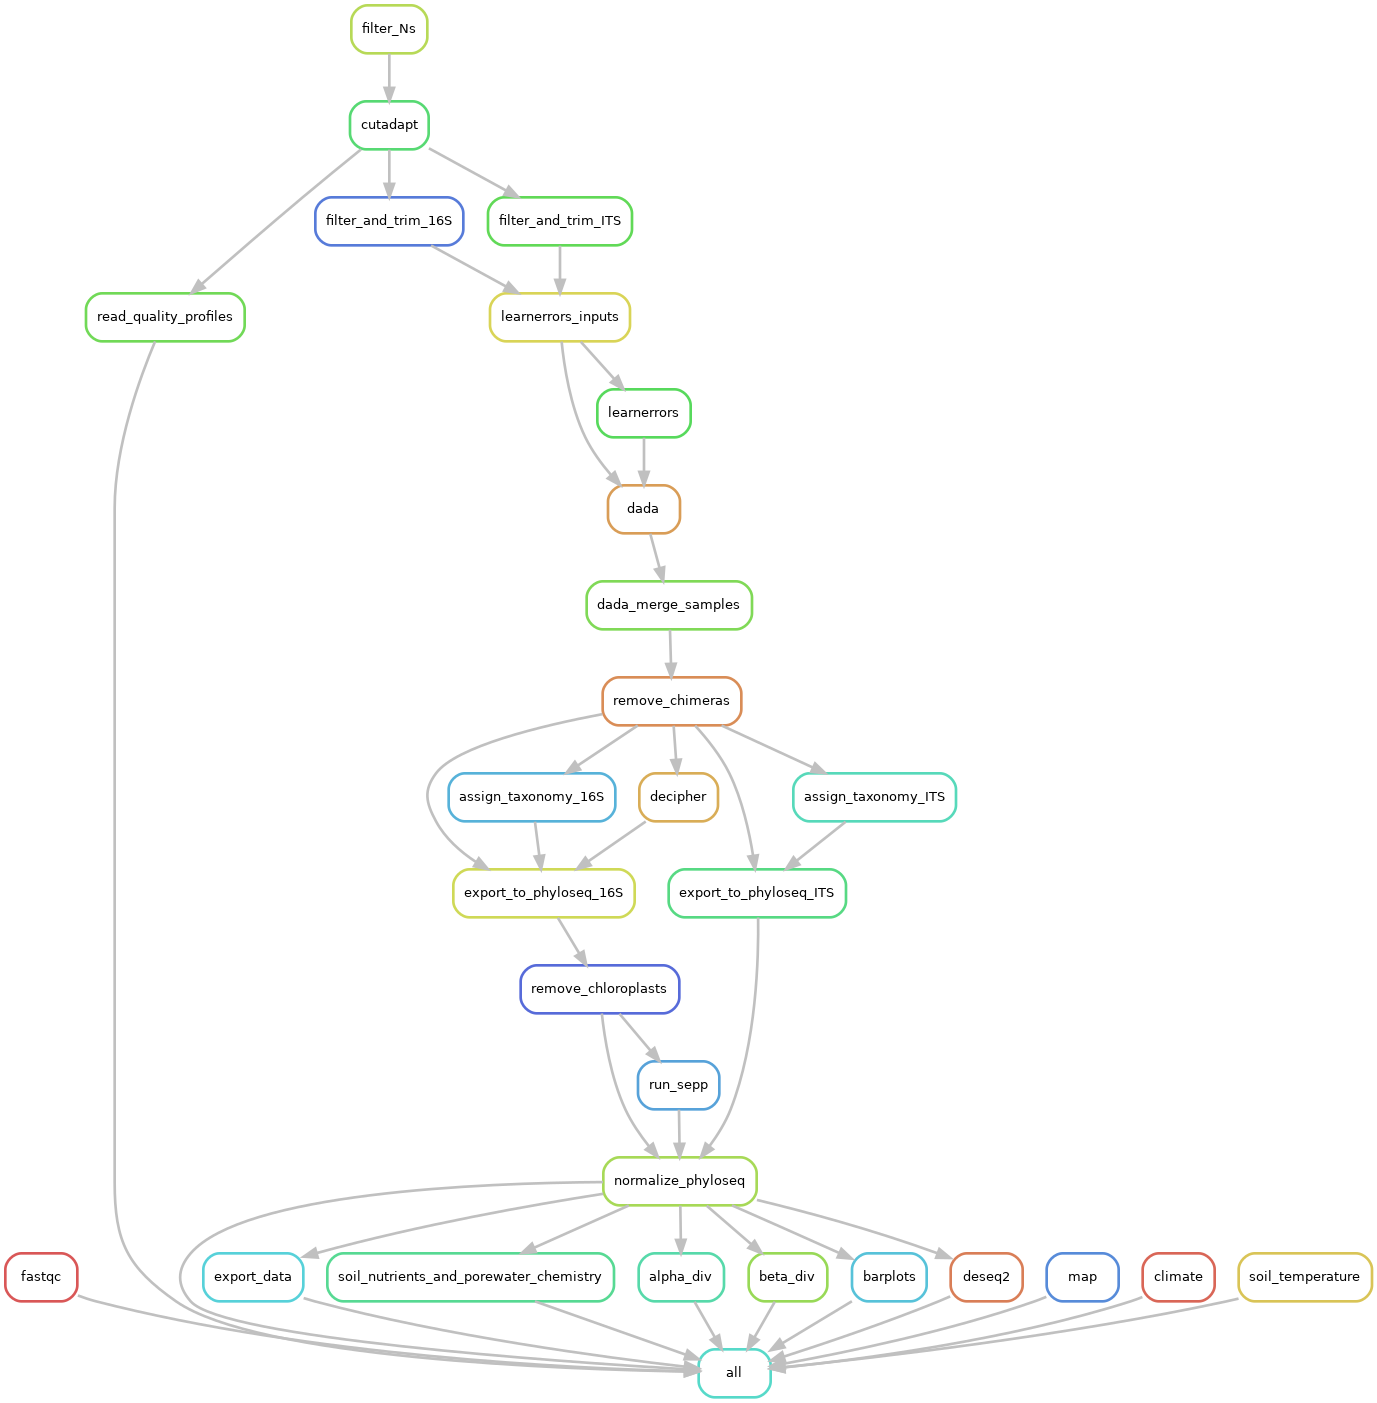 filter_Ns
cutadapt
filter_and_trim_16S
filter_and_trim_ITS
read_quality_profiles
learnerrors_inputs
learnerrors
dada
dada_merge_samples
remove_chimeras
assign_taxonomy_16S
decipher
assign_taxonomy_ITS
export_to_phyloseq_16S
export_to_phyloseq_ITS
remove_chloroplasts
run_sepp
normalize_phyloseq
fastqc
export_data
soil_nutrients_and_porewater_chemistry
alpha_div
beta_div
barplots
deseq2
map
climate
soil_temperature
all